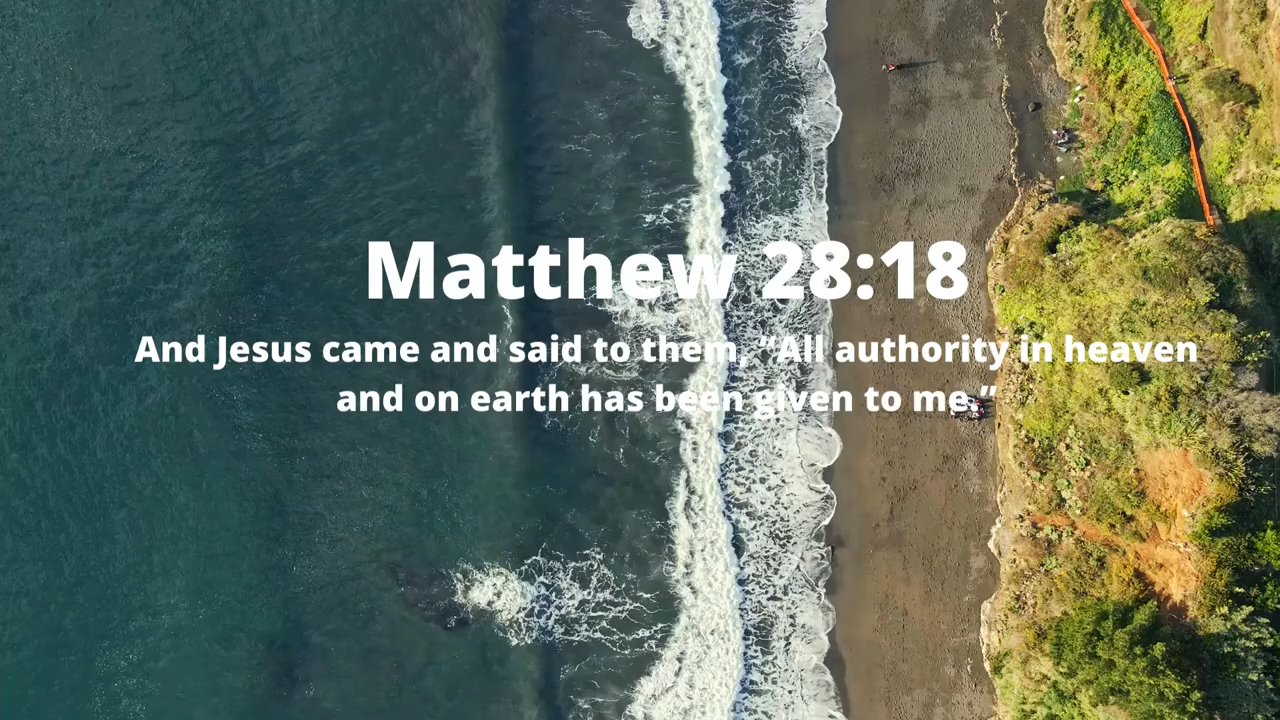 Matthew 28:18
And Jesus came and said to them, “All authority in heaven
and on earth has been given to me.”